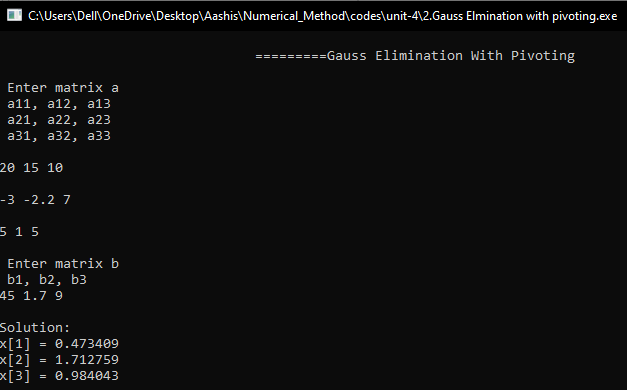 C:\Users\Dell\OneDrive\Desktop\Aashis\Numerical_Method\codes\unit-4\2.Gauss Elmination with pivoting.exe
=========Gauss Elimination With Pivoting
Enter matrix a
a11, a12, a13
a21, a22, a23
a31, a32, a33
20 15 10
-3 -2.2 7
5 1 5
Enter matrix b
b1, b2, b3
45 1.7 9
Solution:
x[1] = 0.473409
x[2] = 1.712759
x[3] = 0.984043